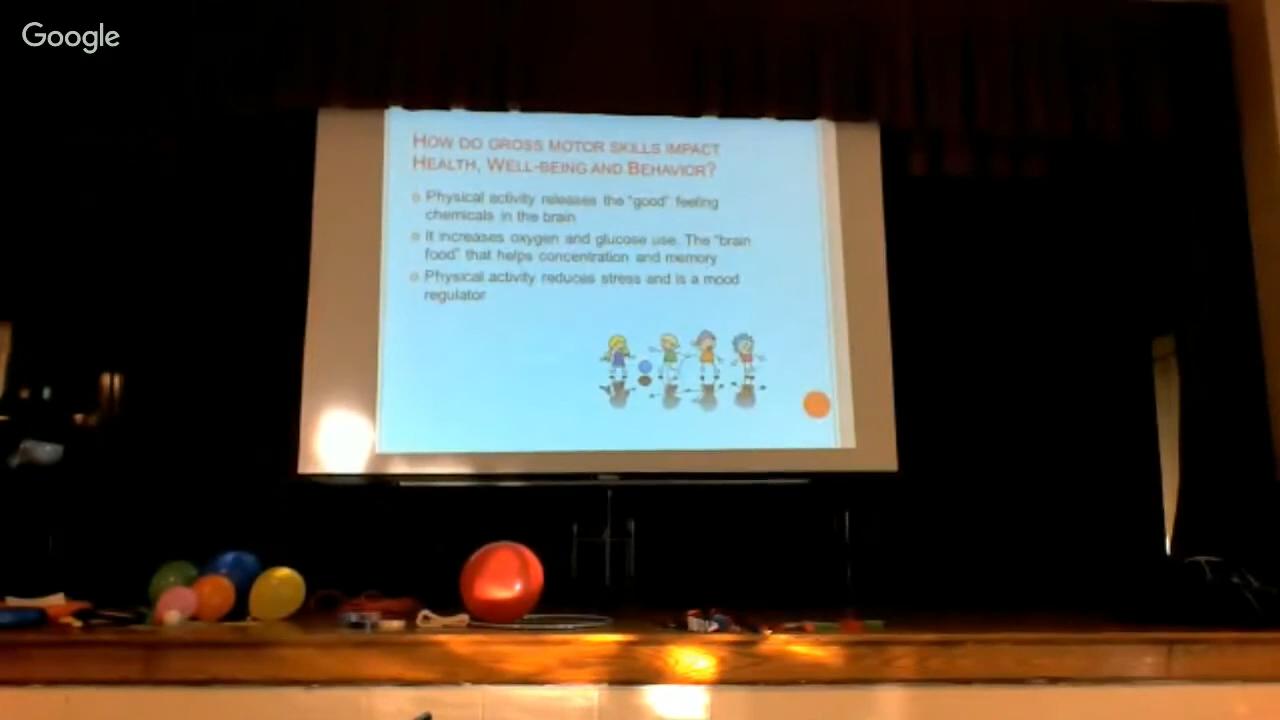 Google
HOW DO GROSS MOTOR SKILLS IMPACT
HEALTH, WELL-BEING AND BEHAVIOR?
Physical activity releases the "good" feeling
chemicals in the brain
It increases oxygen and glucose use. The "brain
food" that helps concentration and memory
Physical activity reduces stress and is a mood
regulator